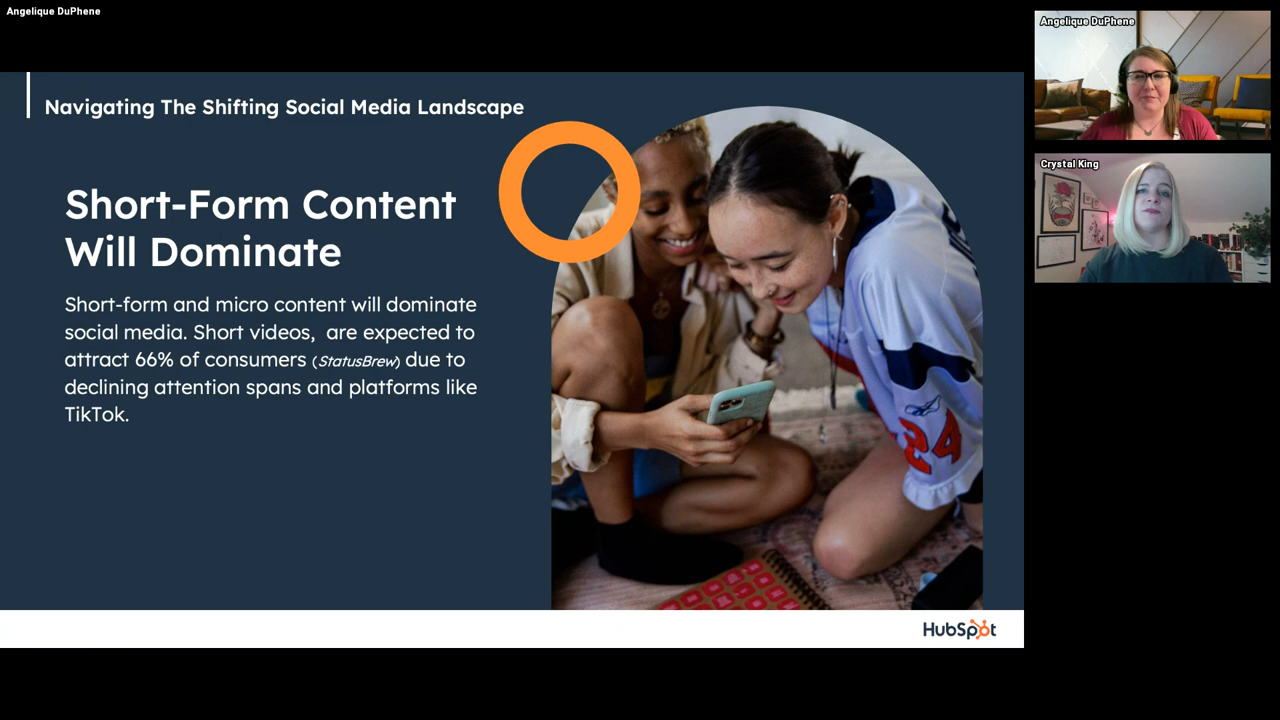 Angelique DuPhene
Navigating The Shifting Social Media Landscape
Short-Form Content
Will Dominate
Short-form and micro content will dominate
social media. Short videos,  are expected to
attract 66% of consumers (StatusBrew) due to
declining attention spans and platforms like
TikTok.
24
HubSpot
Angelique DuPhene
Crystal King